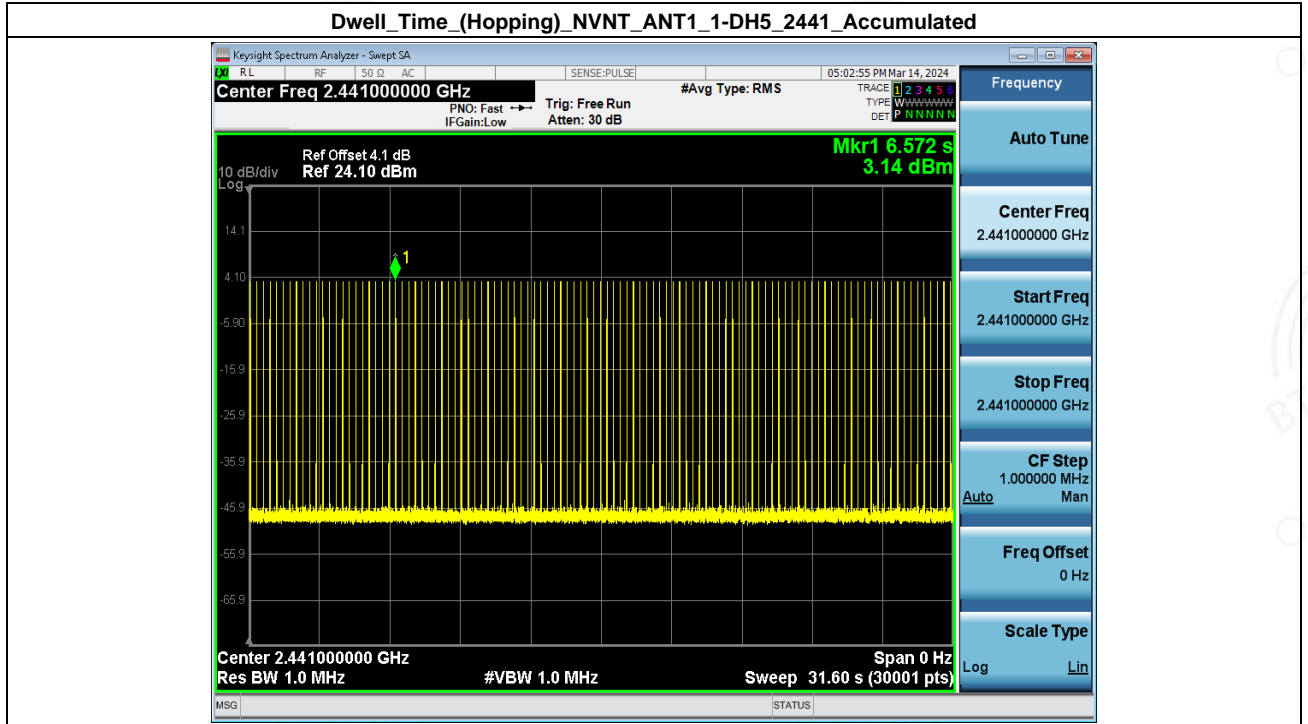 Dwell_Time_(Hopping)_NVNT_ANT1_1-DH5_2441_Accumulated
Keysight Spectrum Analyzer - Swept SA
LXI RL RF 50 Ω AC SENSE:PULSE 05:02:55 PM Mar 14, 2024
Center Freq 2.441000000 GHz
PNO: Fast
IFGain:Low
Trig: Free Run
Atten: 30 dB
#Avg Type: RMS
TRACE 1 2 3 4 5 6
TYPE WWWWWW
DET P N N N N N
Ref Offset 4.1 dB
10 dB/div Ref 24.10 dBm
Log
Mkr1 6.572 s
3.14 dBm
1
14.1
4.10
-5.90
-15.9
-25.9
-35.9
-45.9
-55.9
-65.9
Center 2.441000000 GHz Span 0 Hz
Res BW 1.0 MHz #VBW 1.0 MHz Sweep 31.60 s (30001 pts)
MSG STATUS
Frequency
Auto Tune
Center Freq
2.441000000 GHz
Start Freq
2.441000000 GHz
Stop Freq
2.441000000 GHz
CF Step
1.000000 MHz
Auto Man
Freq Offset
0 Hz
Scale Type
Log Lin